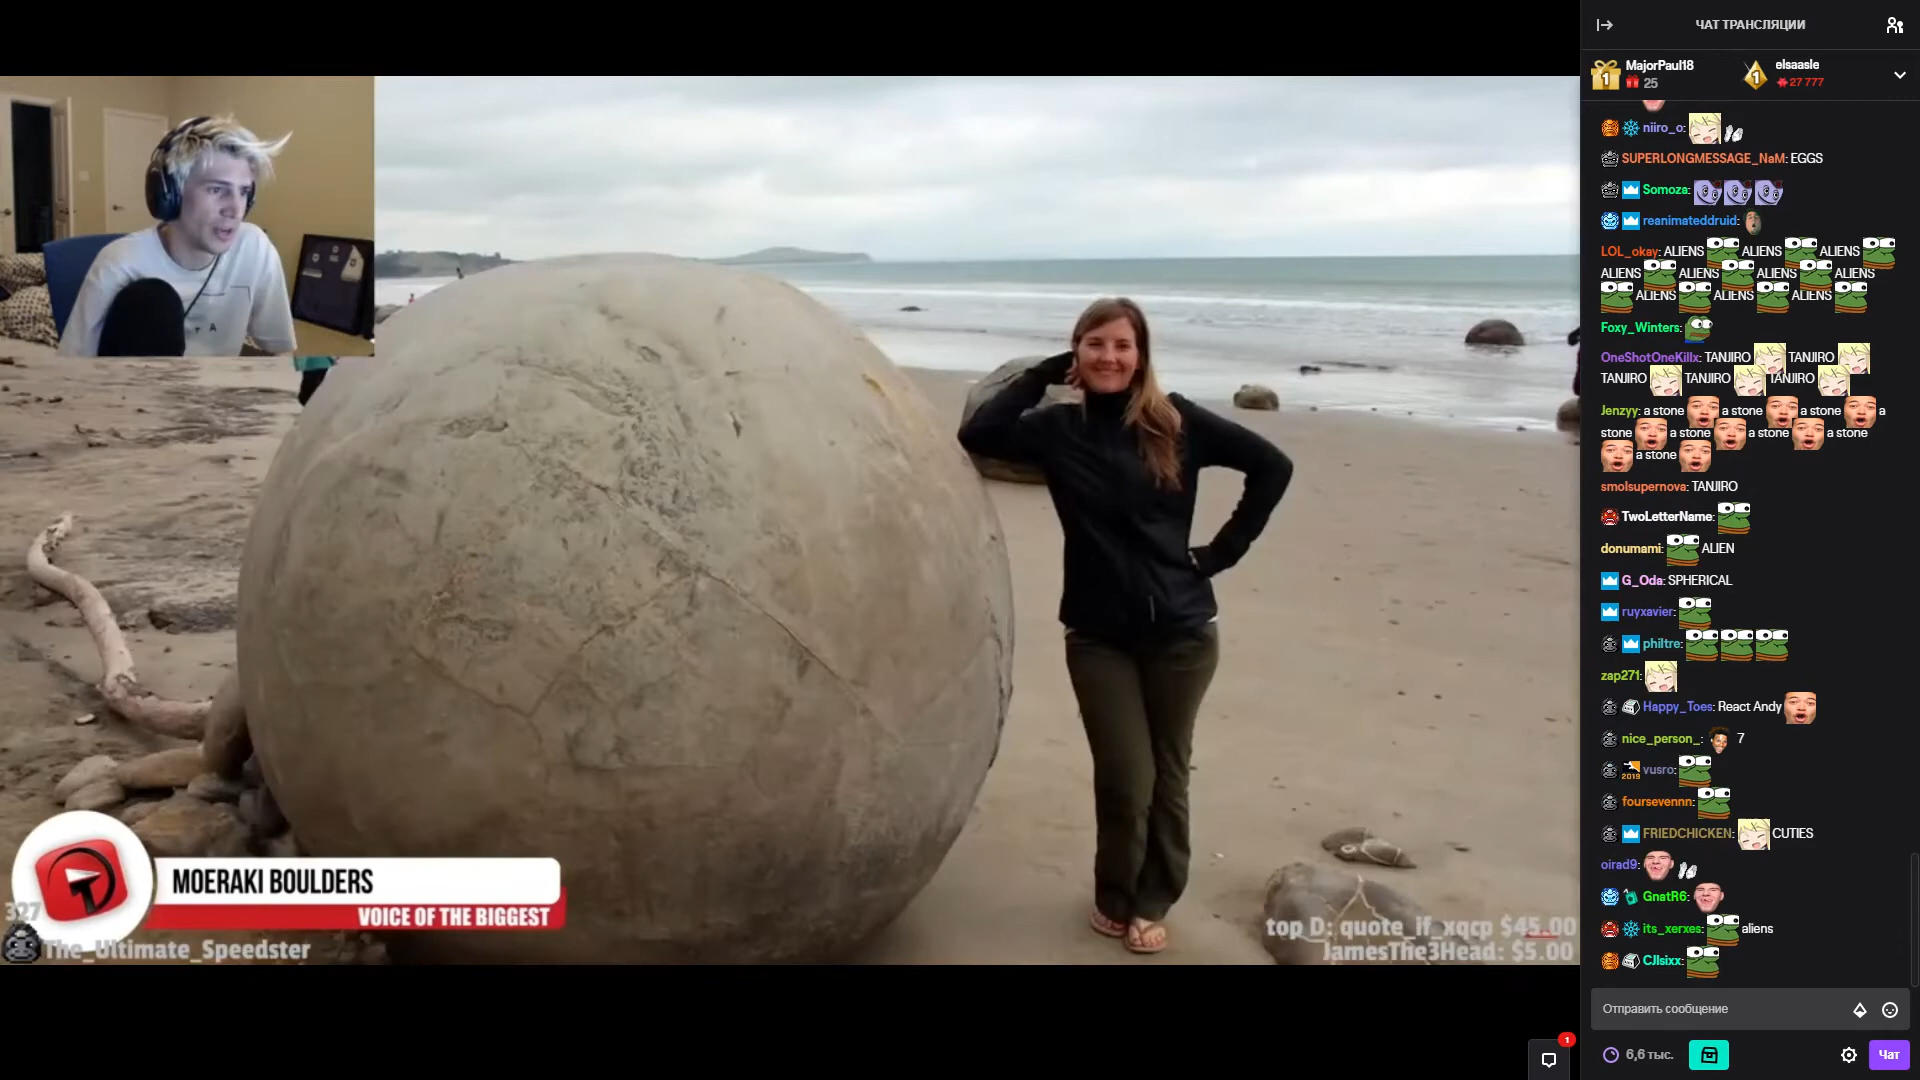 MOERAKI BOULDERS
VOICE OF THE BIGGEST
327
The_Ultimate_Speedster
top D: quote_if_xqcp $45.00
JamesThe3Head: $5.00
ЧАТ ТРАНСЛЯЦИИ
MajorPaul18
25
elsaasle
27 777
niiro_o:
SUPERLONGMESSAGE_NaM: EGGS
Somoza:
reanimateddruid:
LOL_okay: ALIENS ALIENS ALIENS
ALIENS ALIENS ALIENS ALIENS
ALIENS ALIENS ALIENS
Foxy_Winters:
OneShotOneKillx: TANJIRO TANJIRO
TANJIRO TANJIRO TANJIRO
Jenzyy: a stone a stone a stone a
stone a stone a stone a stone
a stone
smolsupernova: TANJIRO
TwoLetterName:
donumami: ALIEN
G_Oda: SPHERICAL
ruyxavier:
philtre:
zap271:
Happy_Toes: React Andy
nice_person_: 7
2019 vusro:
foursevennn:
FRIEDCHICKEN: CUTIES
oirad9:
GnatR6:
its_xerxes: aliens
CJIsixx:
Отправить сообщение
1
6,6 тыс.
Чат